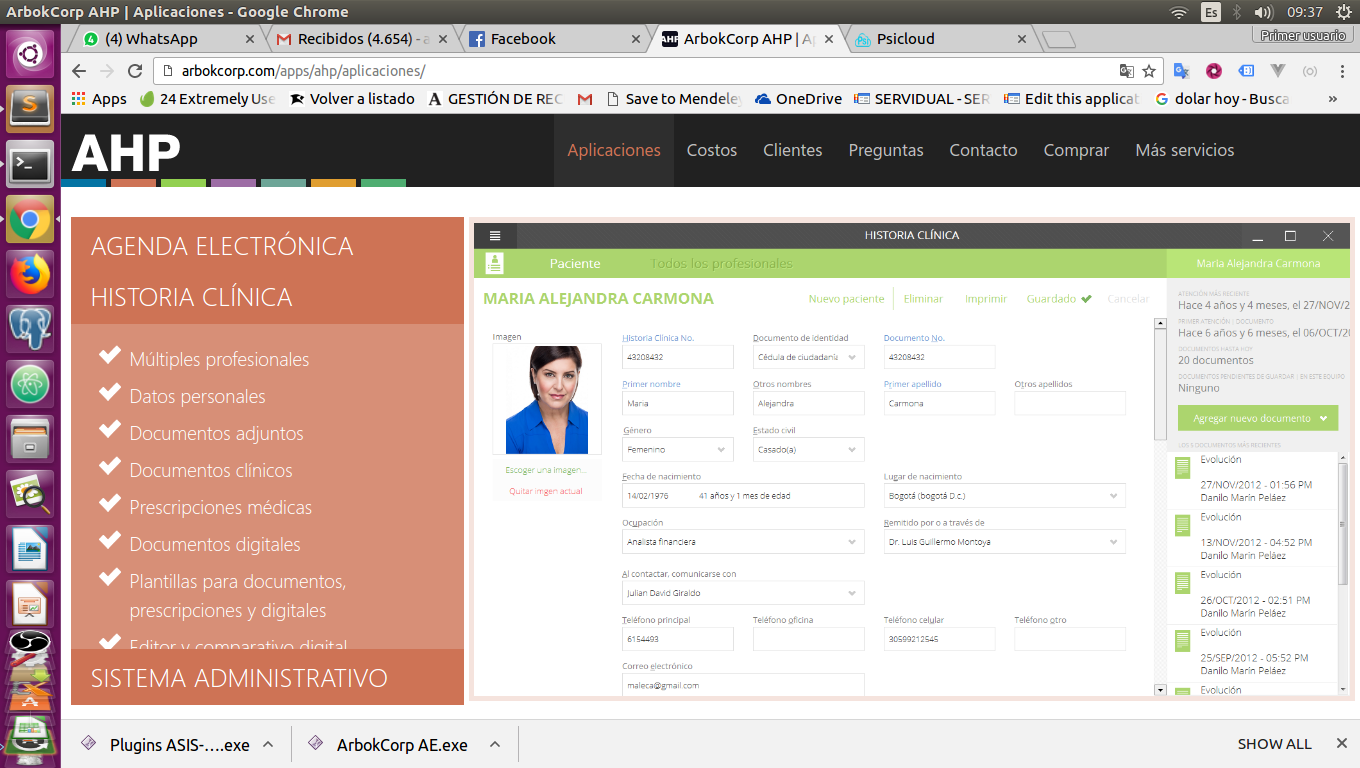 ArbokCorp AHP | Aplicaciones - Google Chrome
Es
09:37
(4) WhatsApp
Recibidos (4.654) - a
Facebook
ArbokCorp AHP | Ap
Psicloud
Primer usuario
arbokcorp.com/apps/ahp/aplicaciones/
Apps
24 Extremely Use
Volver a listado
GESTIÓN DE REC
Save to Mendeley
OneDrive
SERVIDUAL - SER
Edit this applicat
dolar hoy - Busca
»
AHP
Aplicaciones
Costos
Clientes
Preguntas
Contacto
Comprar
Más servicios
AGENDA ELECTRÓNICA
HISTORIA CLÍNICA
Múltiples profesionales
Datos personales
Documentos adjuntos
Documentos clínicos
Prescripciones médicas
Documentos digitales
Plantillas para documentos,
prescripciones y digitales
Editor y comparativo digital
SISTEMA ADMINISTRATIVO
HISTORIA CLÍNICA
Paciente
Todos los profesionales
Maria Alejandra Carmona
MARIA ALEJANDRA CARMONA
Nuevo paciente
Eliminar
Imprimir
Guardado
Cancelar
Imagen
Escoger una imagen...
Quitar imgen actual
Historia Clínica No.
Documento de identidad
Documento No.
43208432
Cédula de ciudadanía
43208432
Primer nombre
Otros nombres
Primer apellido
Otros apellidos
Maria
Alejandra
Carmona
Género
Estado civil
Femenino
Casado(a)
Fecha de nacimiento
Lugar de nacimiento
14/02/1976
41 años y 1 mes de edad
Bogotá (bogotá D.c.)
Ocupación
Remitido por o a través de
Analista financiera
Dr. Luis Guillermo Montoya
Al contactar, comunicarse con
Julian David Giraldo
Teléfono principal
Teléfono oficina
Teléfono celular
Teléfono otro
6154493
30599212545
Correo electrónico
maleca@gmail.com
ATENCIÓN MÁS RECIENTE
Hace 4 años y 4 meses, el 27/NOV/2
PRIMER ATENCIÓN | DOCUMENTO
Hace 6 años y 6 meses, el 06/OCT/20
DOCUMENTOS HASTA HOY
20 documentos
DOCUMENTOS PENDIENTES DE GUARDAR | EN ESTE EQUIPO
Ninguno
Agregar nuevo documento
LOS 5 DOCUMENTOS MÁS RECIENTES
Evolución
27/NOV/2012 - 01:56 PM
Danilo Marín Peláez
Evolución
13/NOV/2012 - 04:52 PM
Danilo Marín Peláez
Evolución
26/OCT/2012 - 02:51 PM
Danilo Marín Peláez
Evolución
25/SEP/2012 - 05:52 PM
Danilo Marín Peláez
Evolución
Plugins ASIS-....exe
ArbokCorp AE.exe
SHOW ALL